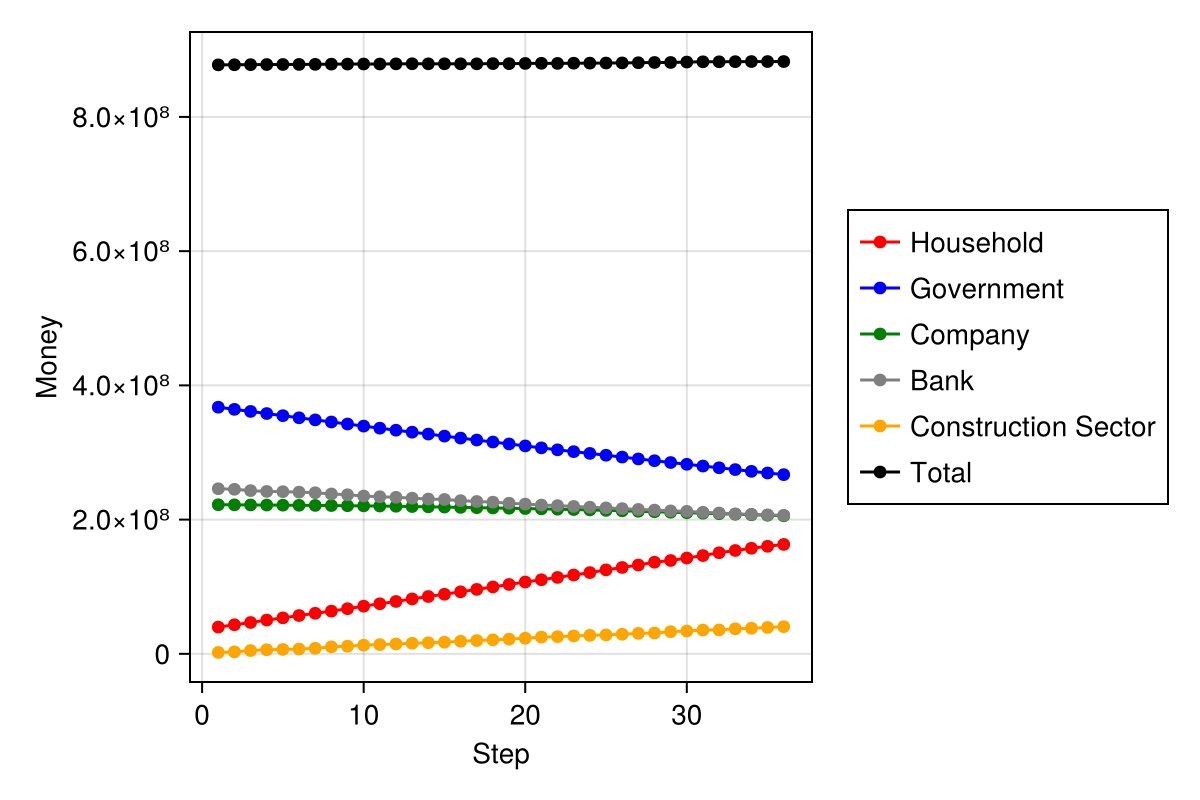 8.0×10⁸
6.0×10⁸
4.0×10⁸
2.0×10⁸
0
Money
0 10 20 30
Step
Household
Government
Company
Bank
Construction Sector
Total